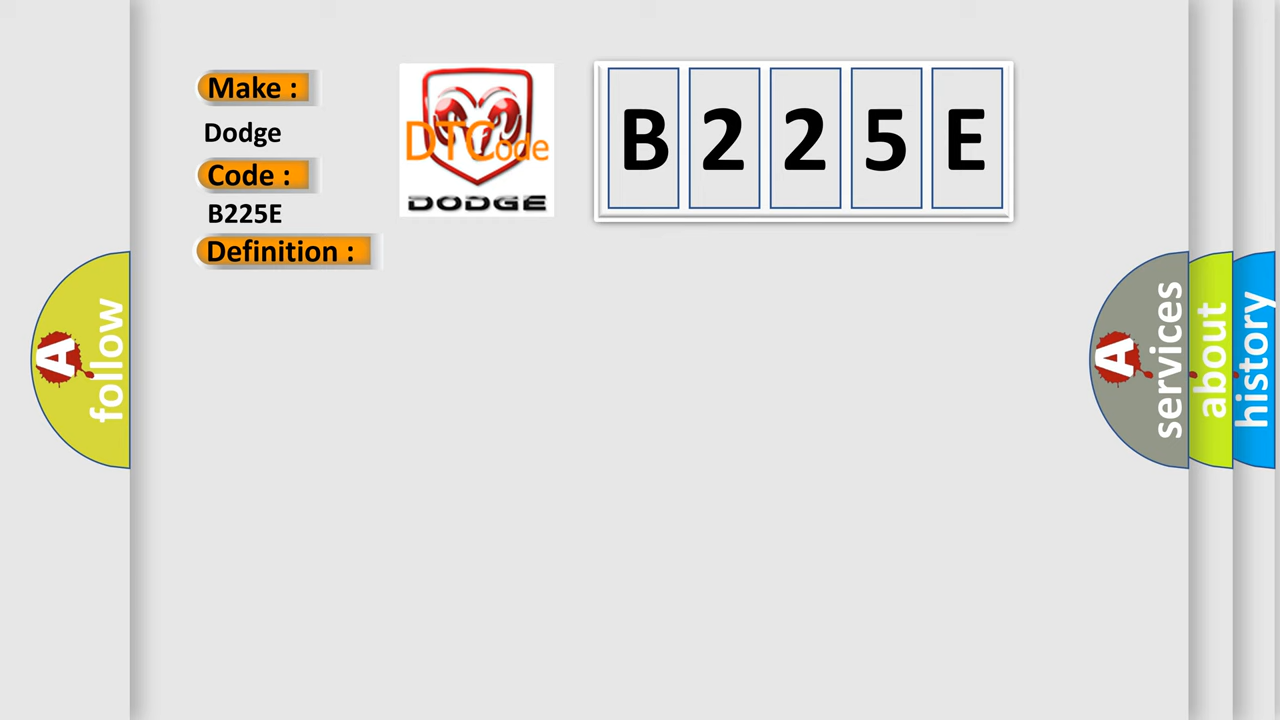 Make :
Dodge
Code :
B225E
Definition :
DTCode
DODGE
B 2 2 5 E
A follow
A services
about
history